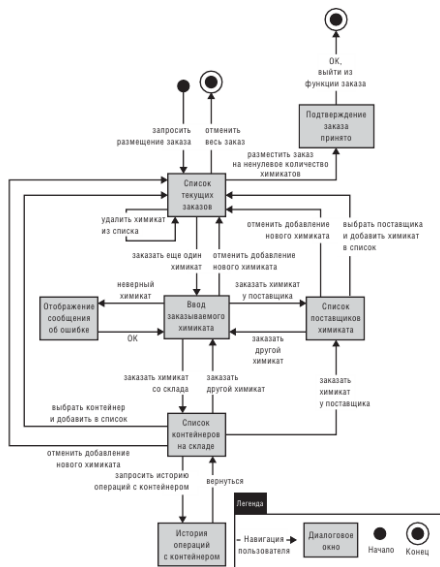 ОК,
выйти из
функции заказа
запросить
размещение заказа
отменить
весь заказ
Подтверждение
заказа
принято
разместить заказ
на ненулевое количество
химикатов
Список
текущих
заказов
удалить химикат
из списка
отменить добавление
нового химиката
выбрать поставщика
и добавить химикат
в список
заказать еще один
химикат
отменить добавление
нового химиката
неверный
химикат
заказать химикат
у поставщика
Отображение
сообщения
об ошибке
Ввод
заказываемого
химиката
Список
поставщиков
химиката
ОК
заказать
другой
химикат
заказать химикат
со склада
заказать
другой химикат
заказать
химикат
у поставщика
выбрать контейнер
и добавить в список
Список
контейнеров
на складе
отменить добавление
нового химиката
запросить историю
операций с контейнером
вернуться
История
операций
с контейнером
Легенда
Навигация
пользователя
Диалоговое
окно
Начало
Конец